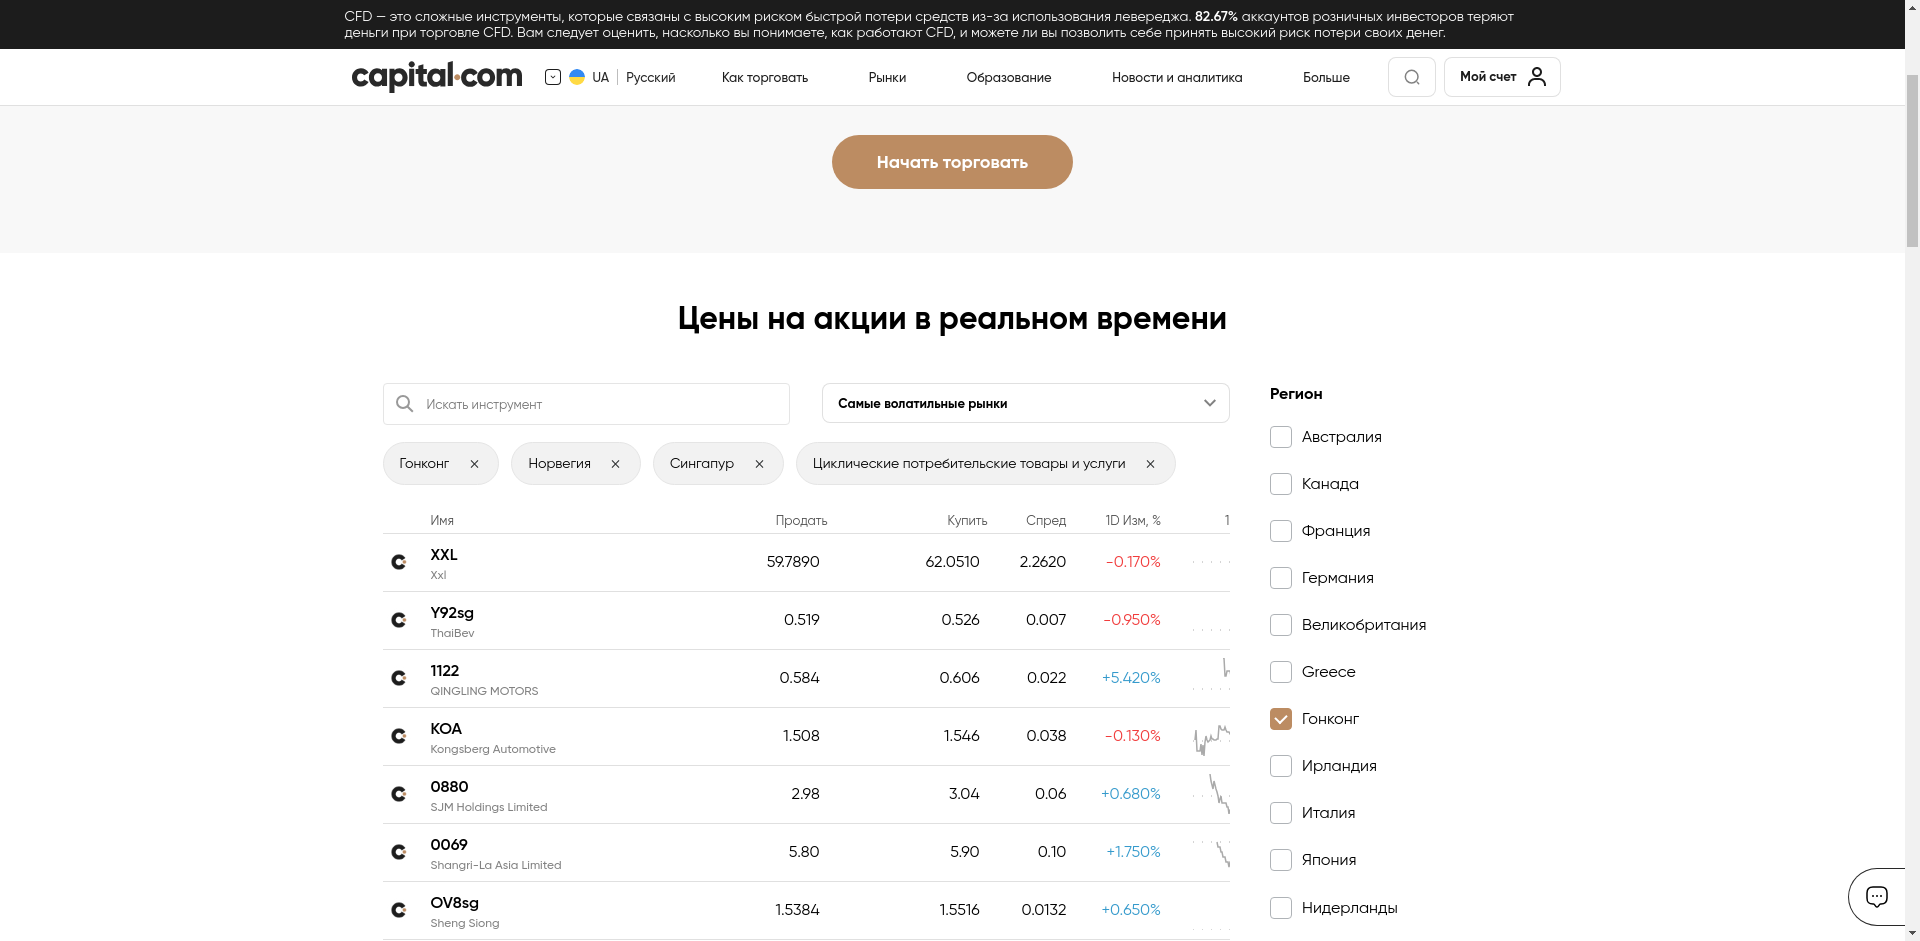 CFD — это сложные инструменты, которые связаны с высоким риском быстрой потери средств из-за использования левереджа. 82.67% аккаунтов розничных инвесторов теряют
деньги при торговле CFD. Вам следует оценить, насколько вы понимаете, как работают CFD, и можете ли вы позволить себе принять высокий риск потери своих денег.
capital.com UA Русский Как торговать Рынки Образование Новости и аналитика Больше Мой счет
Начать торговать
Цены на акции в реальном времени
Искать инструмент Самые волатильные рынки
Гонконг Норвегия Сингапур Циклические потребительские товары и услуги
Имя Продать Купить Спред 1D Изм, % 1
XXL 59.7890 62.0510 2.2620 -0.170%
Xxl
Y92sg 0.519 0.526 0.007 -0.950%
ThaiBev
1122 0.584 0.606 0.022 +5.420%
QINGLING MOTORS
KOA 1.508 1.546 0.038 -0.130%
Kongsberg Automotive
0880 2.98 3.04 0.06 +0.680%
SJM Holdings Limited
0069 5.80 5.90 0.10 +1.750%
Shangri-La Asia Limited
OV8sg 1.5384 1.5516 0.0132 +0.650%
Sheng Siong
Регион
Австралия
Канада
Франция
Германия
Великобритания
Greece
Гонконг
Ирландия
Италия
Япония
Нидерланды